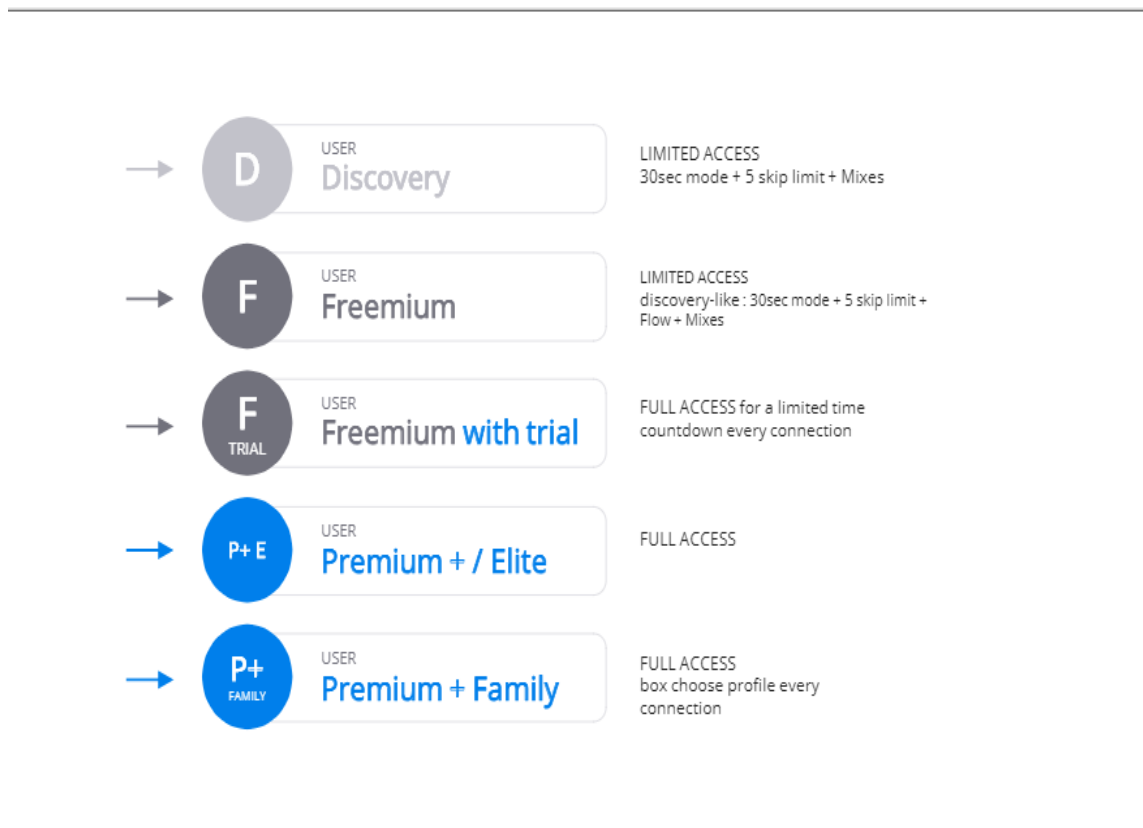 D
USER
Discovery
LIMITED ACCESS
30sec mode + 5 skip limit + Mixes
F
USER
Freemium
LIMITED ACCESS
discovery-like : 30sec mode + 5 skip limit +
Flow + Mixes
F
TRIAL
USER
Freemium with trial
FULL ACCESS for a limited time
countdown every connection
P+ E
USER
Premium + / Elite
FULL ACCESS
P+
FAMILY
USER
Premium + Family
FULL ACCESS
box choose profile every
connection